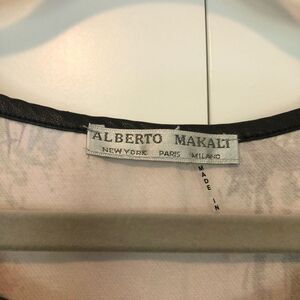 ALBERTO MAKALI
NEW YORK PARIS MILANO
MADE IN